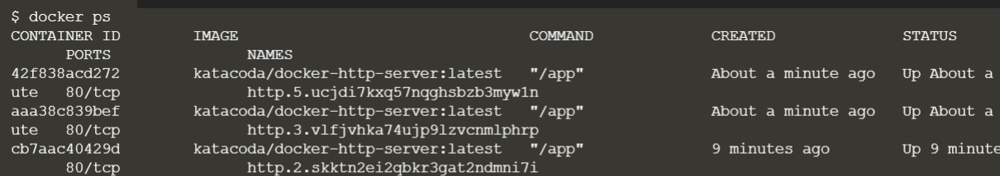 $ docker ps
CONTAINER ID IMAGE COMMAND CREATED STATUS
PORTS NAMES
42f838acd272 katacoda/docker-http-server:latest "/app" About a minute ago Up About a
ute 80/tcp http.5.ucjdi7kxq57nqghsbzb3myw1n
aaa38c839bef katacoda/docker-http-server:latest "/app" About a minute ago Up About a
ute 80/tcp http.3.vlfjvhka74ujp9lzvcnmlphrp
cb7aac40429d katacoda/docker-http-server:latest "/app" 9 minutes ago Up 9 minute
80/tcp http.2.skktn2ei2qbkr3gat2ndmni7i